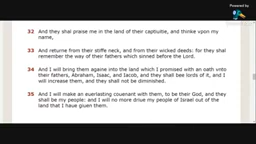 Powered by
32 And they shal praise me in the land of their captiuitie, and thinke vpon my
name,
33 And returne from their stiffe neck, and from their wicked deeds: for they shal
remember the way of their fathers which sinned before the Lord.
34 And I will bring them againe into the land which I promised with an oath vnto
their fathers, Abraham, Isaac, and Iacob, and they shall bee lords of it, and I
will increase them, and they shall not be diminished.
35 And I will make an euerlasting couenant with them, to be their God, and they
shall be my people: and I will no more driue my people of Israel out of the
land that I haue giuen them.